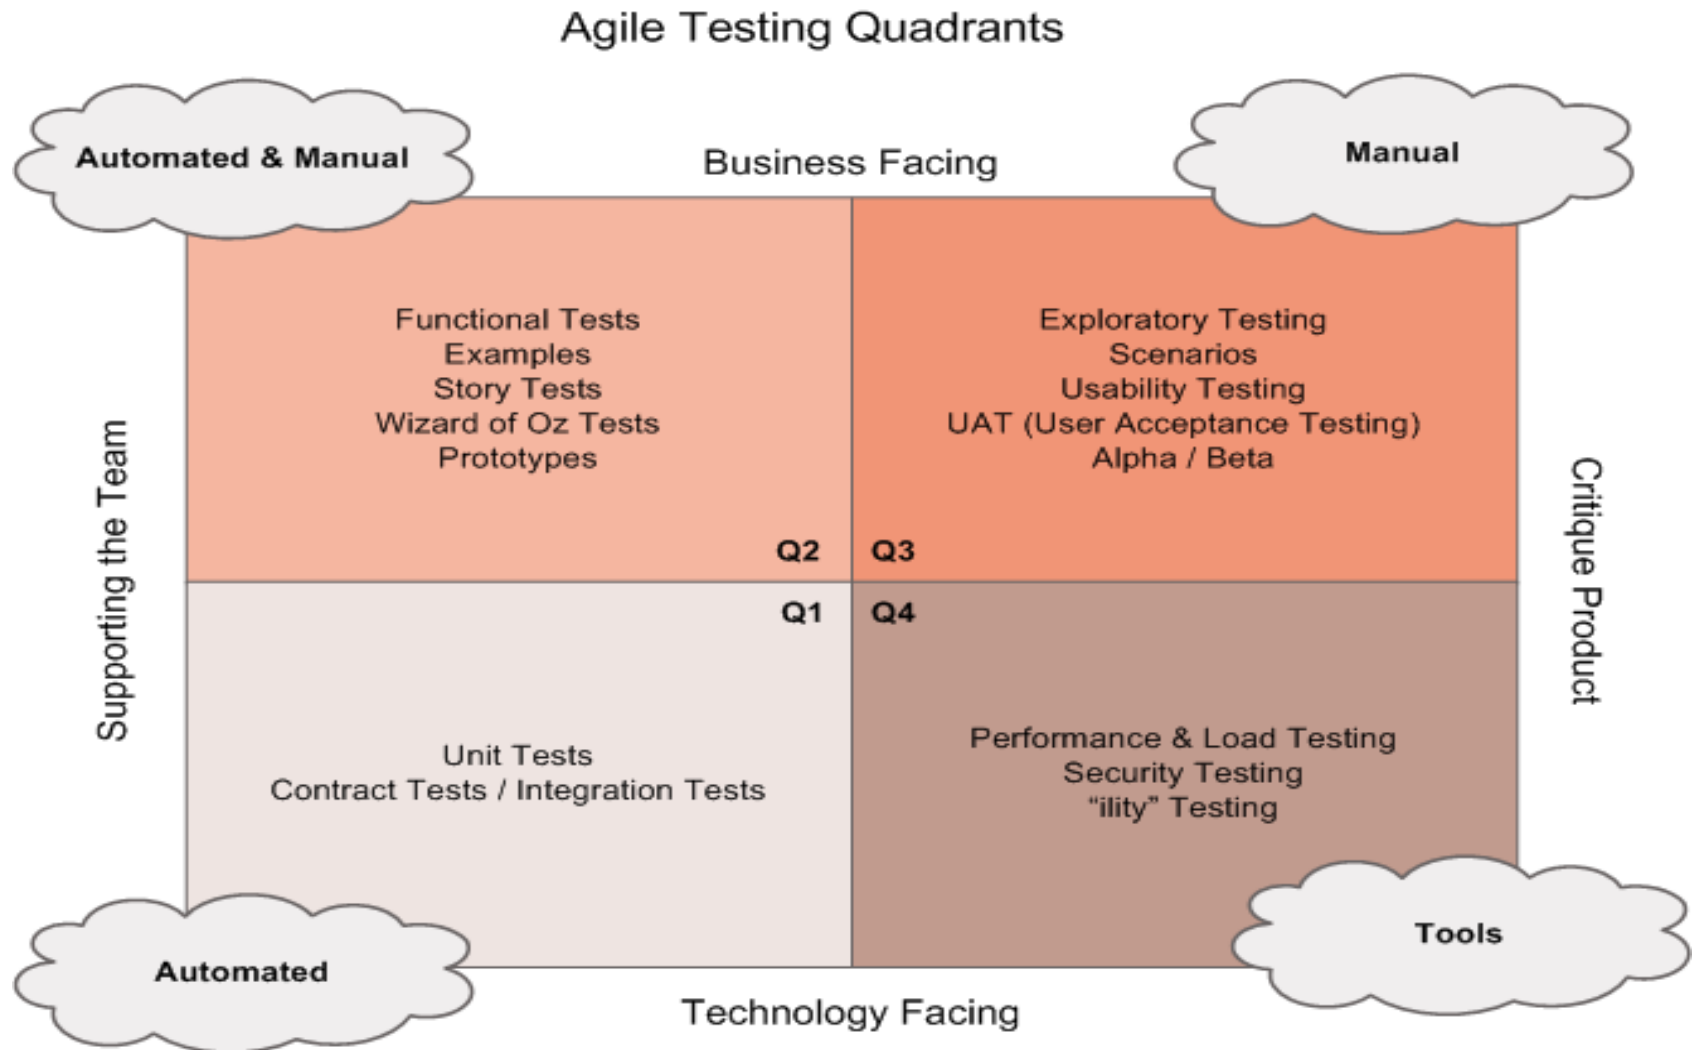 Agile Testing Quadrants
Automated & Manual
Business Facing
Manual
Functional Tests
Examples
Story Tests
Wizard of Oz Tests
Prototypes
Q2
Exploratory Testing
Scenarios
Usability Testing
UAT (User Acceptance Testing)
Alpha / Beta
Q3
Supporting the Team
Critique Product
Q1
Unit Tests
Contract Tests / Integration Tests
Q4
Performance & Load Testing
Security Testing
“ility” Testing
Automated
Technology Facing
Tools